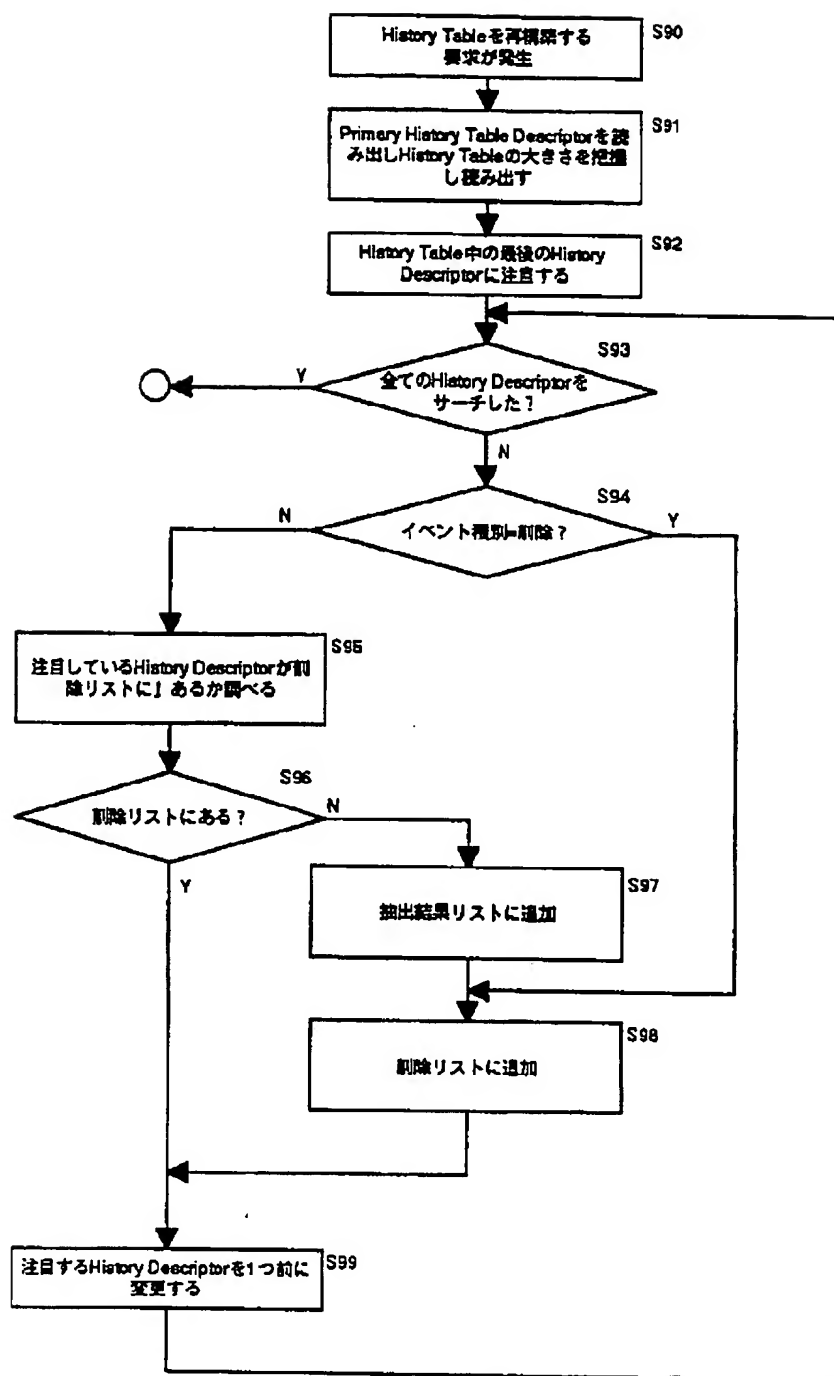 History Tableを再構築する
要求が発生
S90
Primary History Table Descriptorを読
み出しHistory Tableの大きさを把握
し読み出す
S91
History Table中の最後のHistory
Descriptorに注目する
S92
S93
全てのHistory Descriptorを
サーチした？
Y
N
S94
イベント種別=削除？
N
Y
S95
注目しているHistory Descriptorが削
除リストに」あるか調べる
S96
削除リストにある？
N
Y
S97
抽出結果リストに追加
S98
削除リストに追加
S99
注目するHistory Descriptorを1つ前に
変更する